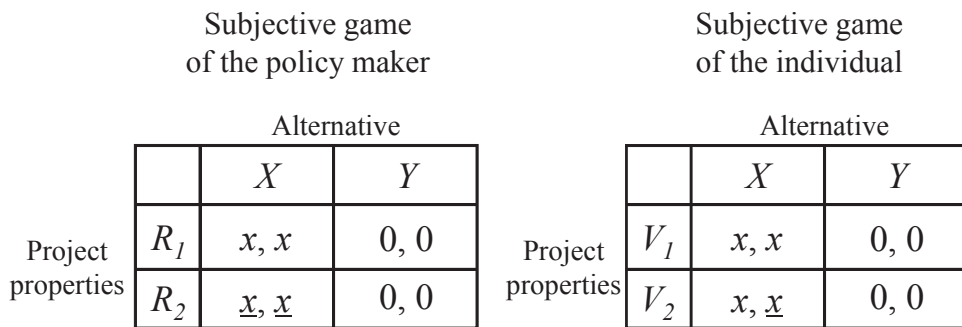 Subjective game
of the policy maker
Alternative
X Y
Project
properties
R1 x, x 0, 0
R2 x, x 0, 0
Subjective game
of the individual
Alternative
X Y
Project
properties
V1 x, x 0, 0
V2 x, x 0, 0